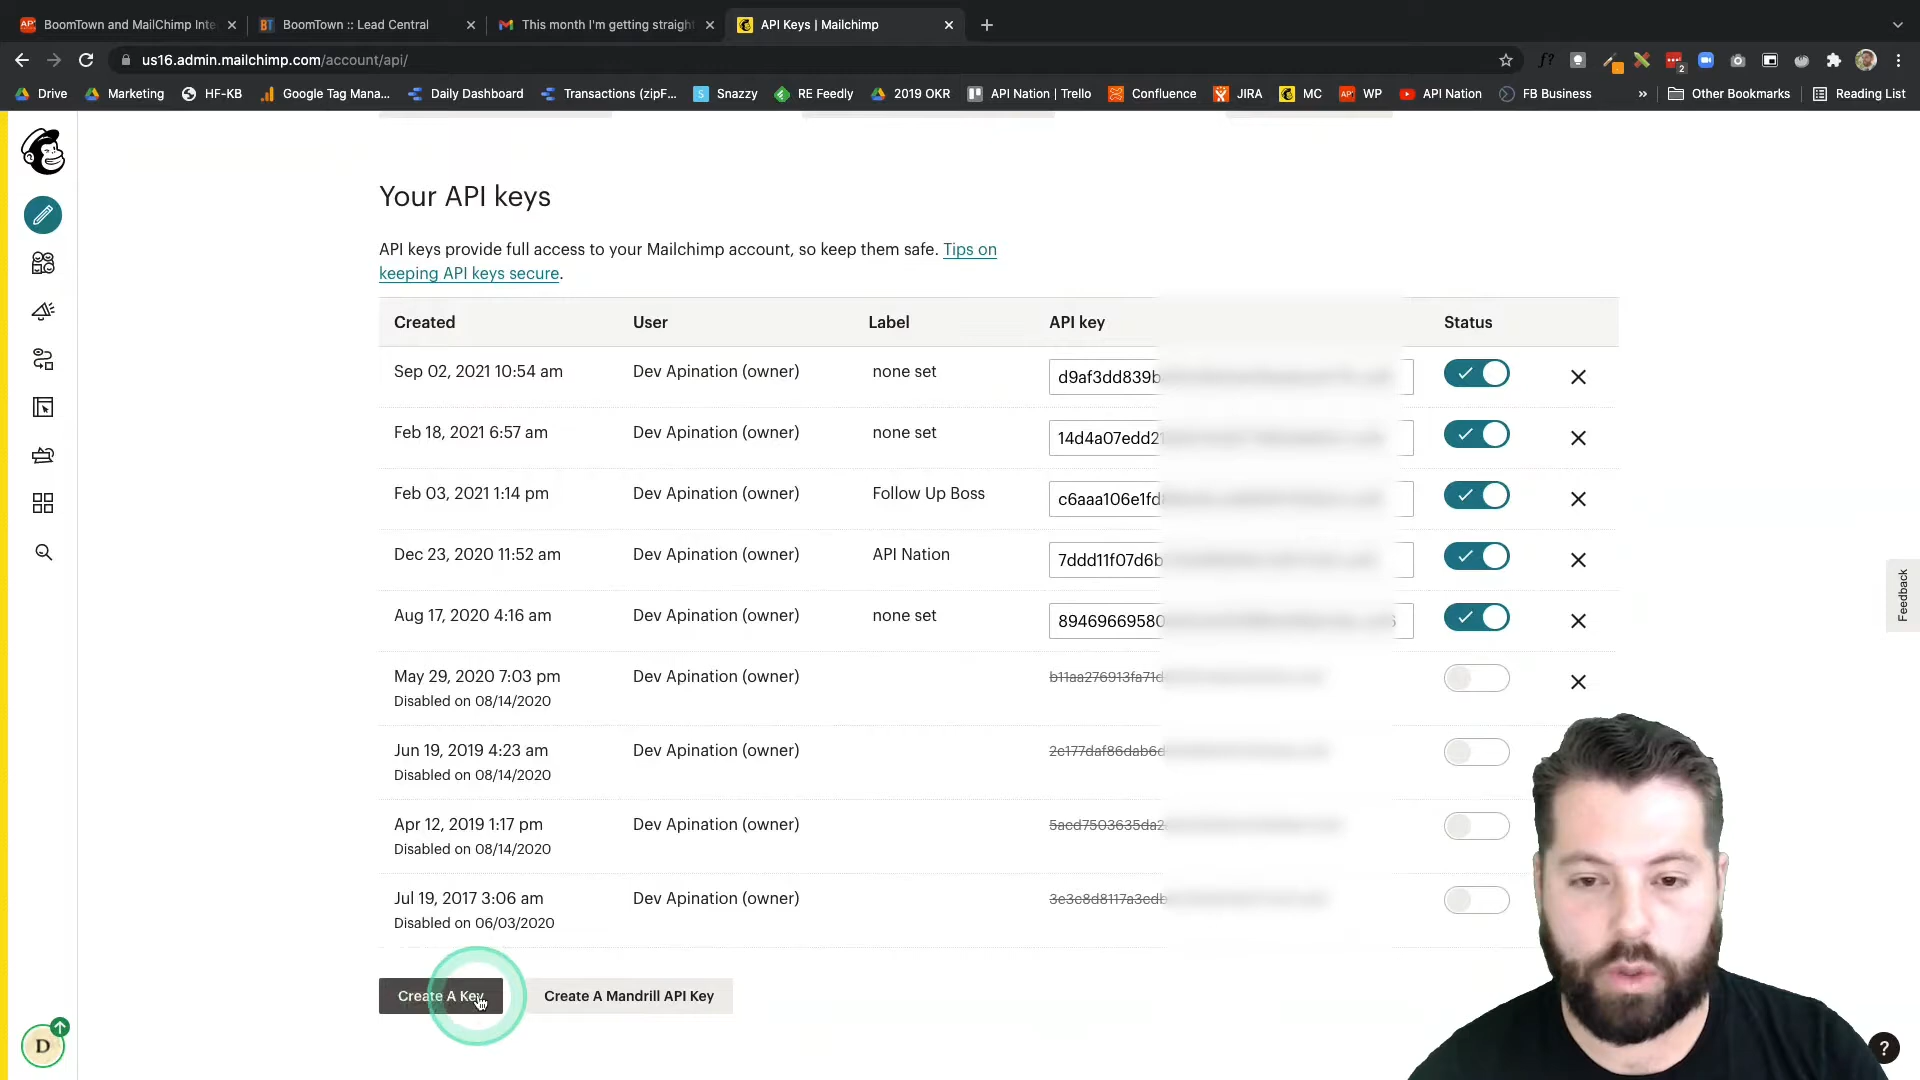 BoomTown and MailChimp Inte
BoomTown :: Lead Central
This month I'm getting straight
API Keys | Mailchimp
us16.admin.mailchimp.com/account/api/
Drive
Marketing
HF-KB
Google Tag Mana...
Daily Dashboard
Transactions (zipF...
Snazzy
RE Feedly
2019 OKR
API Nation | Trello
Confluence
JIRA
MC
WP
API Nation
FB Business
»
Other Bookmarks
Reading List
Your API keys
API keys provide full access to your Mailchimp account, so keep them safe. Tips on
keeping API keys secure.
Created User Label API key Status
Sep 02, 2021 10:54 am Dev Apination (owner) none set d9af3dd839b
Feb 18, 2021 6:57 am Dev Apination (owner) none set 14d4a07edd21
Feb 03, 2021 1:14 pm Dev Apination (owner) Follow Up Boss c6aaa106e1fd
Dec 23, 2020 11:52 am Dev Apination (owner) API Nation 7ddd11f07d6b
Aug 17, 2020 4:16 am Dev Apination (owner) none set 89469669580
May 29, 2020 7:03 pm Dev Apination (owner) b11aa276913fa71d
Disabled on 08/14/2020
Jun 19, 2019 4:23 am Dev Apination (owner) 2c177daf86dab6d
Disabled on 08/14/2020
Apr 12, 2019 1:17 pm Dev Apination (owner) 5acd7503635da2
Disabled on 08/14/2020
Jul 19, 2017 3:06 am Dev Apination (owner) 3c3c8d8117a3cdb
Disabled on 06/03/2020
Create A Key
Create A Mandrill API Key
Feedback
D
?